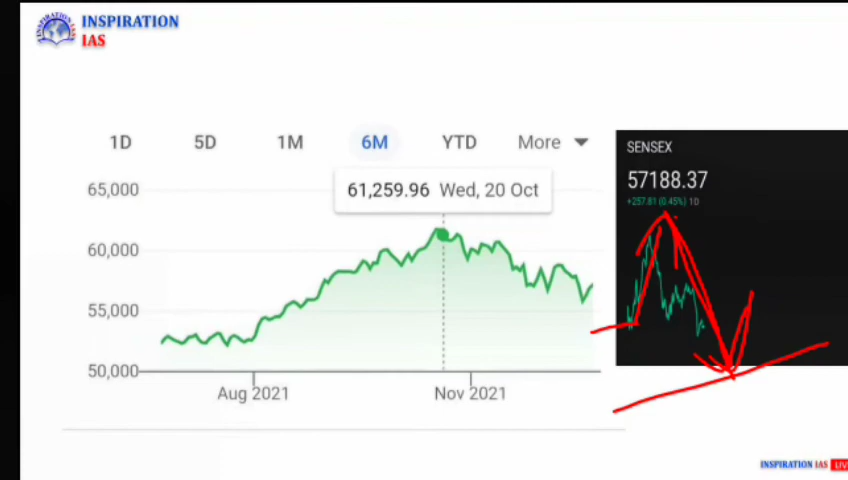 INSPIRATION
IAS
1D 5D 1M 6M YTD More
61,259.96 Wed, 20 Oct
65,000
60,000
55,000
50,000
Aug 2021 Nov 2021
SENSEX
57188.37
+257.81 (0.45%) 1D
INSPIRATION IAS LIV